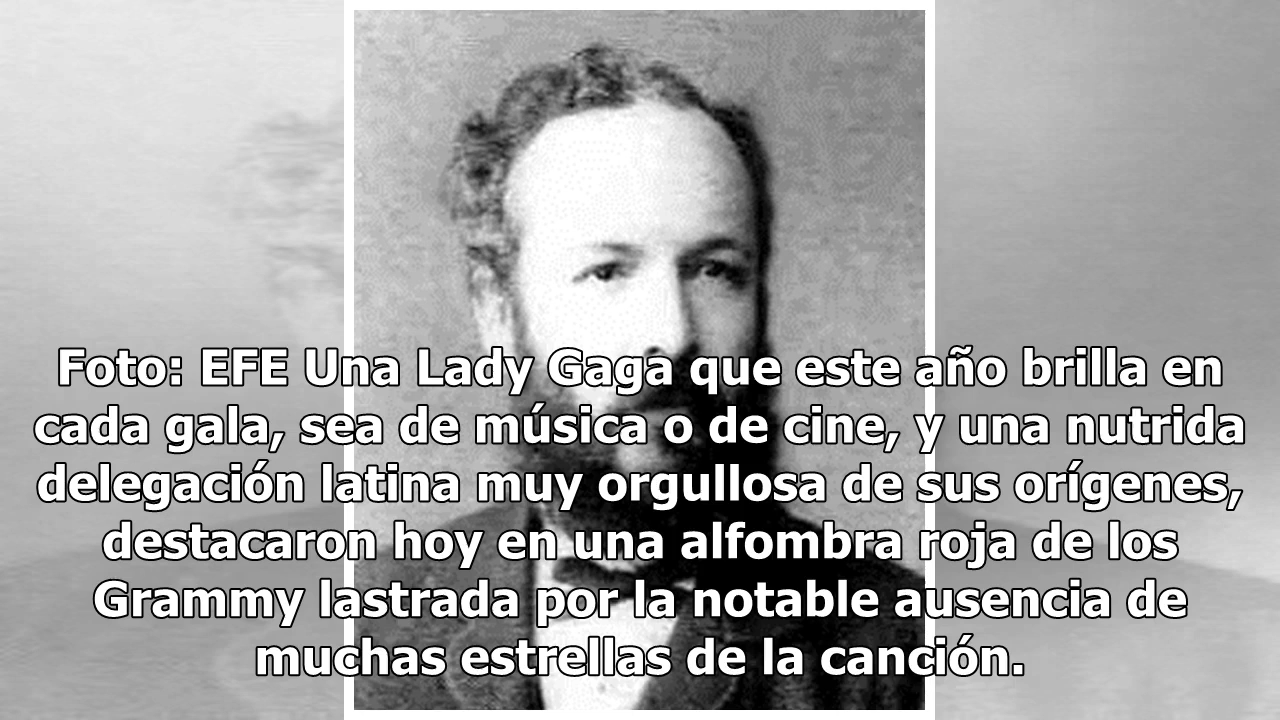 Foto: EFE Una Lady Gaga que este año brilla en
cada gala, sea de música o de cine, y una nutrida
delegación latina muy orgullosa de sus orígenes,
destacaron hoy en una alfombra roja de los
Grammy lastrada por la notable ausencia de
muchas estrellas de la canción.